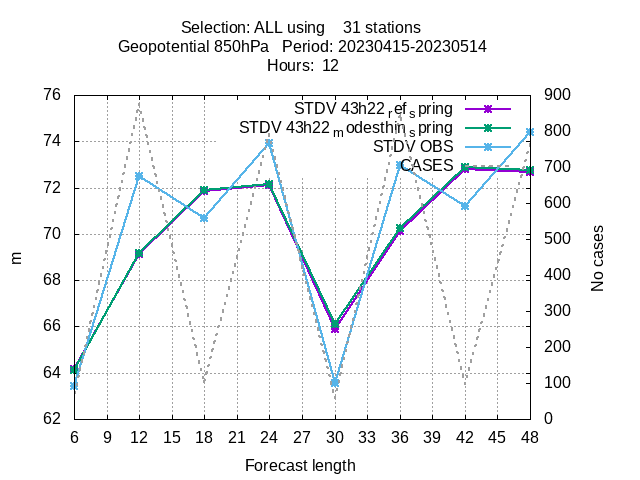 Selection: ALL using    31 stations
Geopotential 850hPa   Period: 20230415-20230514
Hours:  12
76
74
72
70
68
66
64
62
900
800
700
600
500
400
300
200
100
0
STDV 43h22 ref spring
STDV 43h22 modesthin spring
STDV OBS
CASES
m
No cases
6 9 12 15 18 21 24 27 30 33 36 39 42 45 48
Forecast length